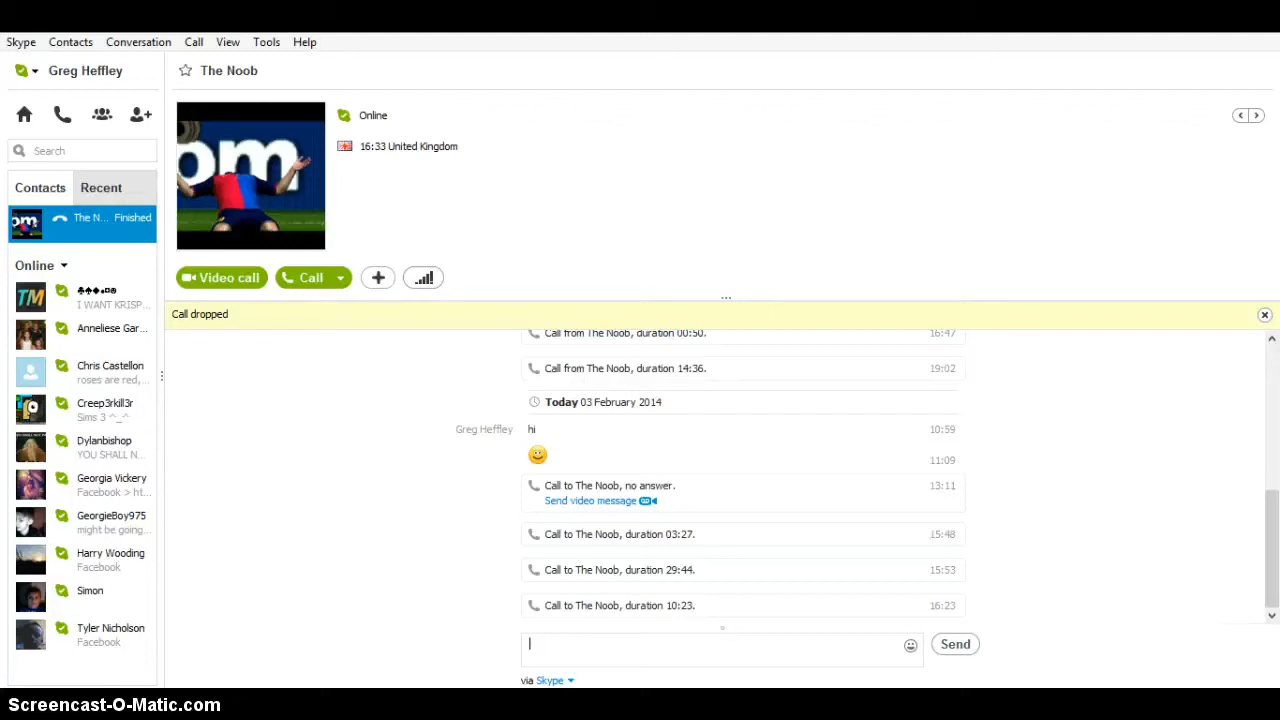 Skype Contacts Conversation Call View Tools Help
Greg Heffley
Search
Contacts Recent
The N... Finished
Online
I WANT KRISP...
Anneliese Gar...
Chris Castellon
roses are red,...
Creep3rkill3r
Sims 3 ^_^
Dylanbishop
YOU SHALL N...
Georgia Vickery
Facebook > ht...
GeorgieBoy975
might be going...
Harry Wooding
Facebook
Simon
Tyler Nicholson
Facebook
The Noob
om
Online
16:33 United Kingdom
Video call Call
Call dropped
Call from The Noob, duration 00:50. 16:47
Call from The Noob, duration 14:36. 19:02
Today 03 February 2014
Greg.Heffley hi 10:59
11:09
Call to The Noob, no answer. 13:11
Send video message
Call to The Noob, duration 03:27. 15:48
Call to The Noob, duration 29:44. 15:53
Call to The Noob, duration 10:23. 16:23
Send
via Skype
Screencast-O-Matic.com